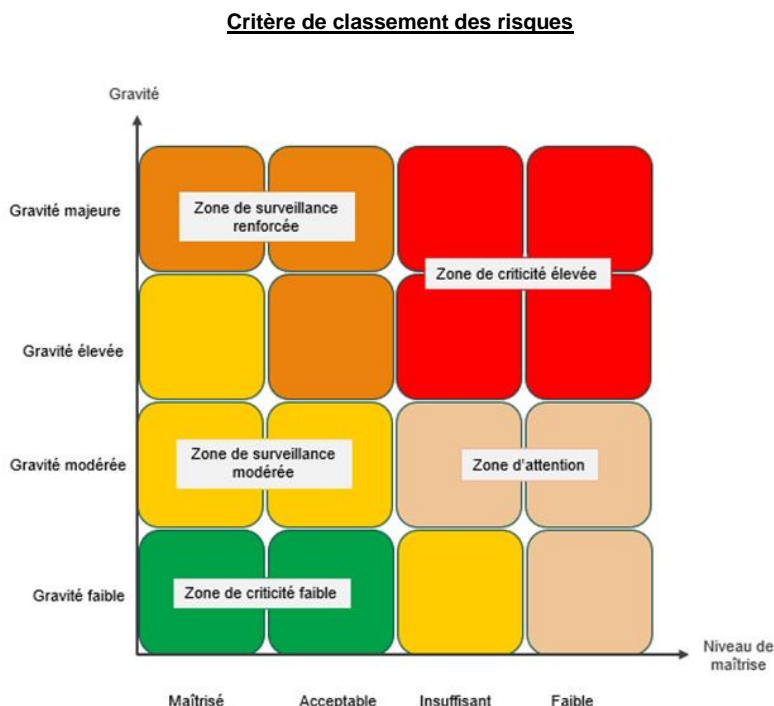 Critère de classement des risques
Gravité
Gravité majeure
Zone de surveillance
renforcée
Zone de criticité élevée
Gravité élevée
Gravité modérée
Zone de surveillance
modérée
Zone d'attention
Gravité faible
Zone de criticité faible
Niveau de
maîtrise
Maîtrisé
Acceptable
Insuffisant
Faible